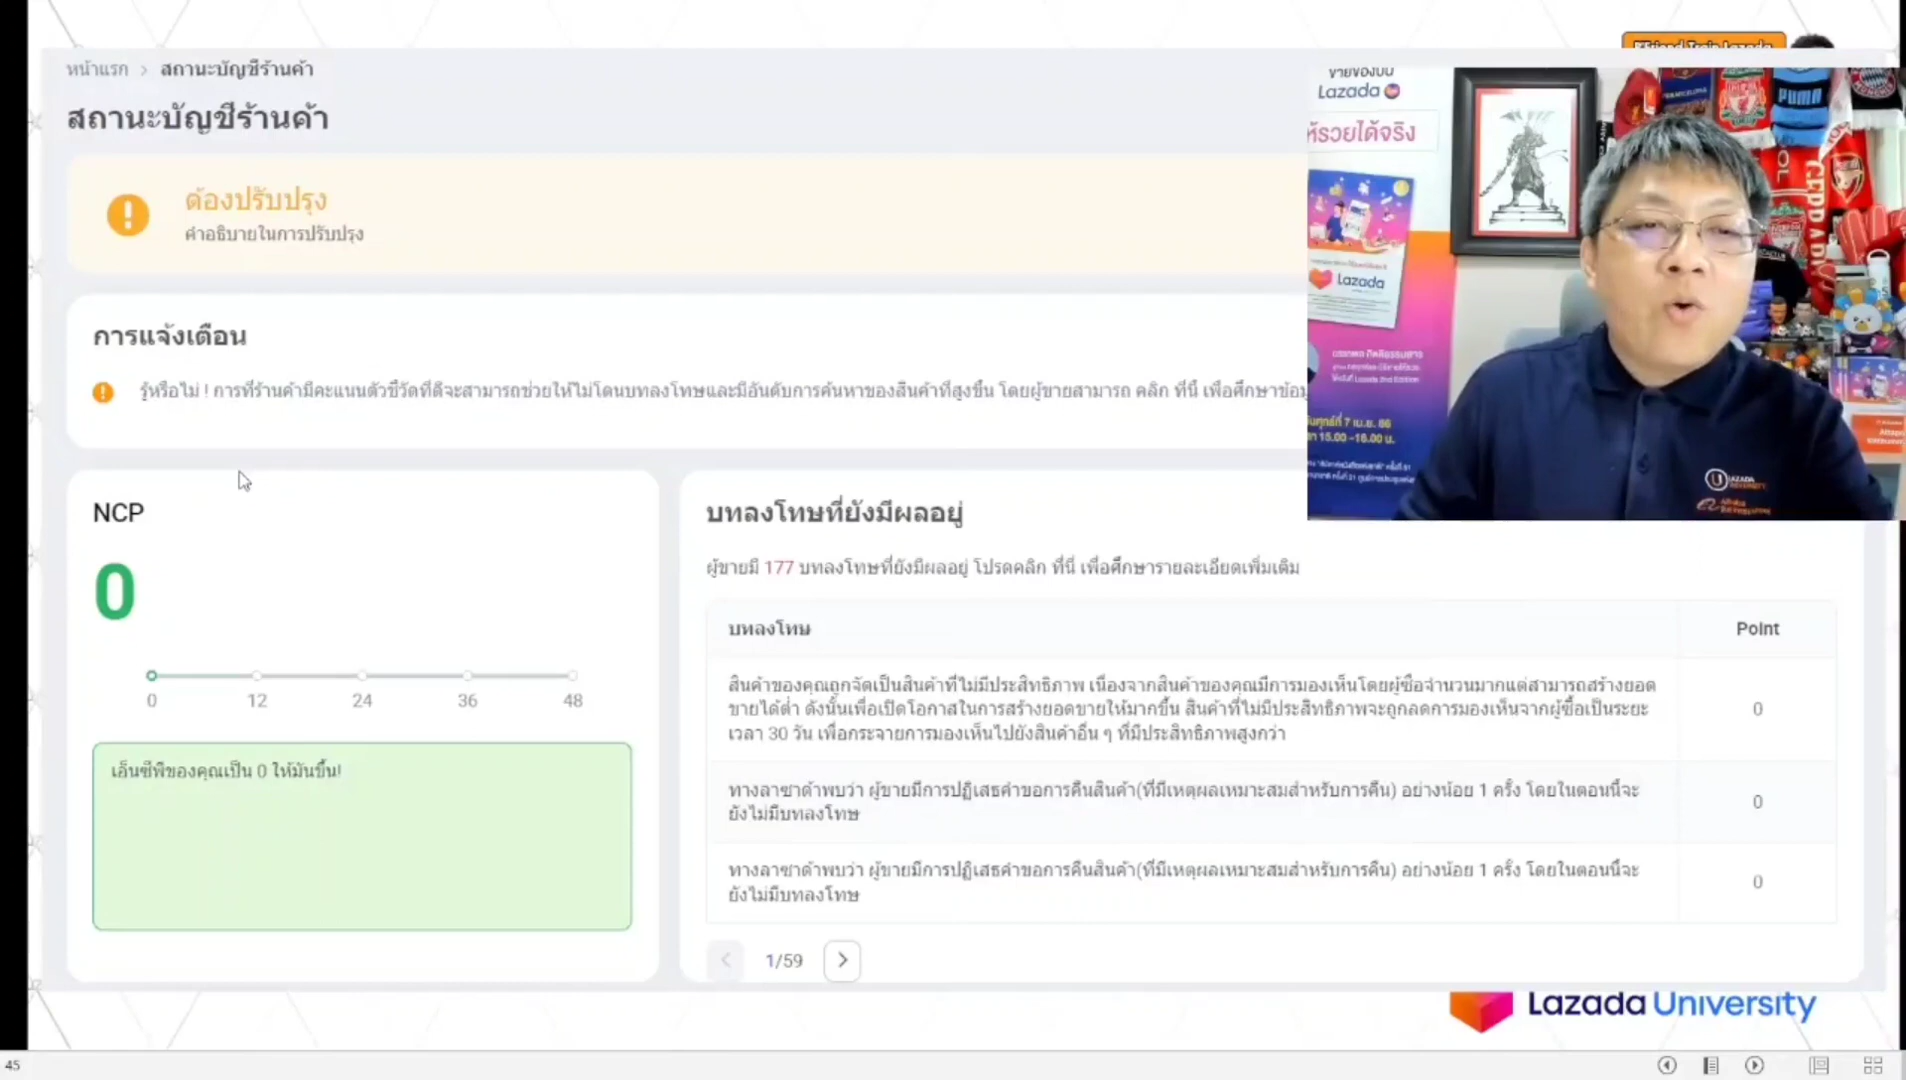 หน้าแรก > สถานะบัญชีร้านค้า
สถานะบัญชีร้านค้า
ต้องปรับปรุง
คำอธิบายในการปรับปรุง
การแจ้งเตือน
รู้หรือไม่ ! การที่ร้านค้ามีคะแนนตัวชี้วัดที่ดีจะสามารถช่วยให้ไม่โดนบทลงโทษและมีอันดับการค้นหาของสินค้าที่สูงขึ้น โดยผู้ขายสามารถ คลิก ที่นี่ เพื่อศึกษาข้อมู
NCP
0
0 12 24 36 48
เอ็นซีพีของคุณเป็น 0 ให้มันขึ้น!
บทลงโทษที่ยังมีผลอยู่
ผู้ขายมี 177 บทลงโทษที่ยังมีผลอยู่ โปรดคลิก ที่นี่ เพื่อศึกษารายละเอียดเพิ่มเติม
บทลงโทษ Point
สินค้าของคุณถูกจัดเป็นสินค้าที่ไม่มีประสิทธิภาพ เนื่องจากสินค้าของคุณมีการมองเห็นโดยผู้ซื้อจำนวนมากแต่สามารถสร้างยอด
ขายได้ต่ำ ดังนั้นเพื่อเปิดโอกาสในการสร้างยอดขายให้มากขึ้น สินค้าที่ไม่มีประสิทธิภาพจะถูกลดการมองเห็นจากผู้ซื้อเป็นระยะ
เวลา 30 วัน เพื่อกระจายการมองเห็นไปยังสินค้าอื่น ๆ ที่มีประสิทธิภาพสูงกว่า
0
ทางลาซาด้าพบว่า ผู้ขายมีการปฏิเสธคำขอการคืนสินค้า(ที่มีเหตุผลเหมาะสมสำหรับการคืน) อย่างน้อย 1 ครั้ง โดยในตอนนี้จะ
ยังไม่มีบทลงโทษ
0
ทางลาซาด้าพบว่า ผู้ขายมีการปฏิเสธคำขอการคืนสินค้า(ที่มีเหตุผลเหมาะสมสำหรับการคืน) อย่างน้อย 1 ครั้ง โดยในตอนนี้จะ
ยังไม่มีบทลงโทษ
0
1/59
ขายของบน
Lazada
ห้รวยได้จริง
Lazada
15.00 -16.00 น.
PUMA
Lazada University
45